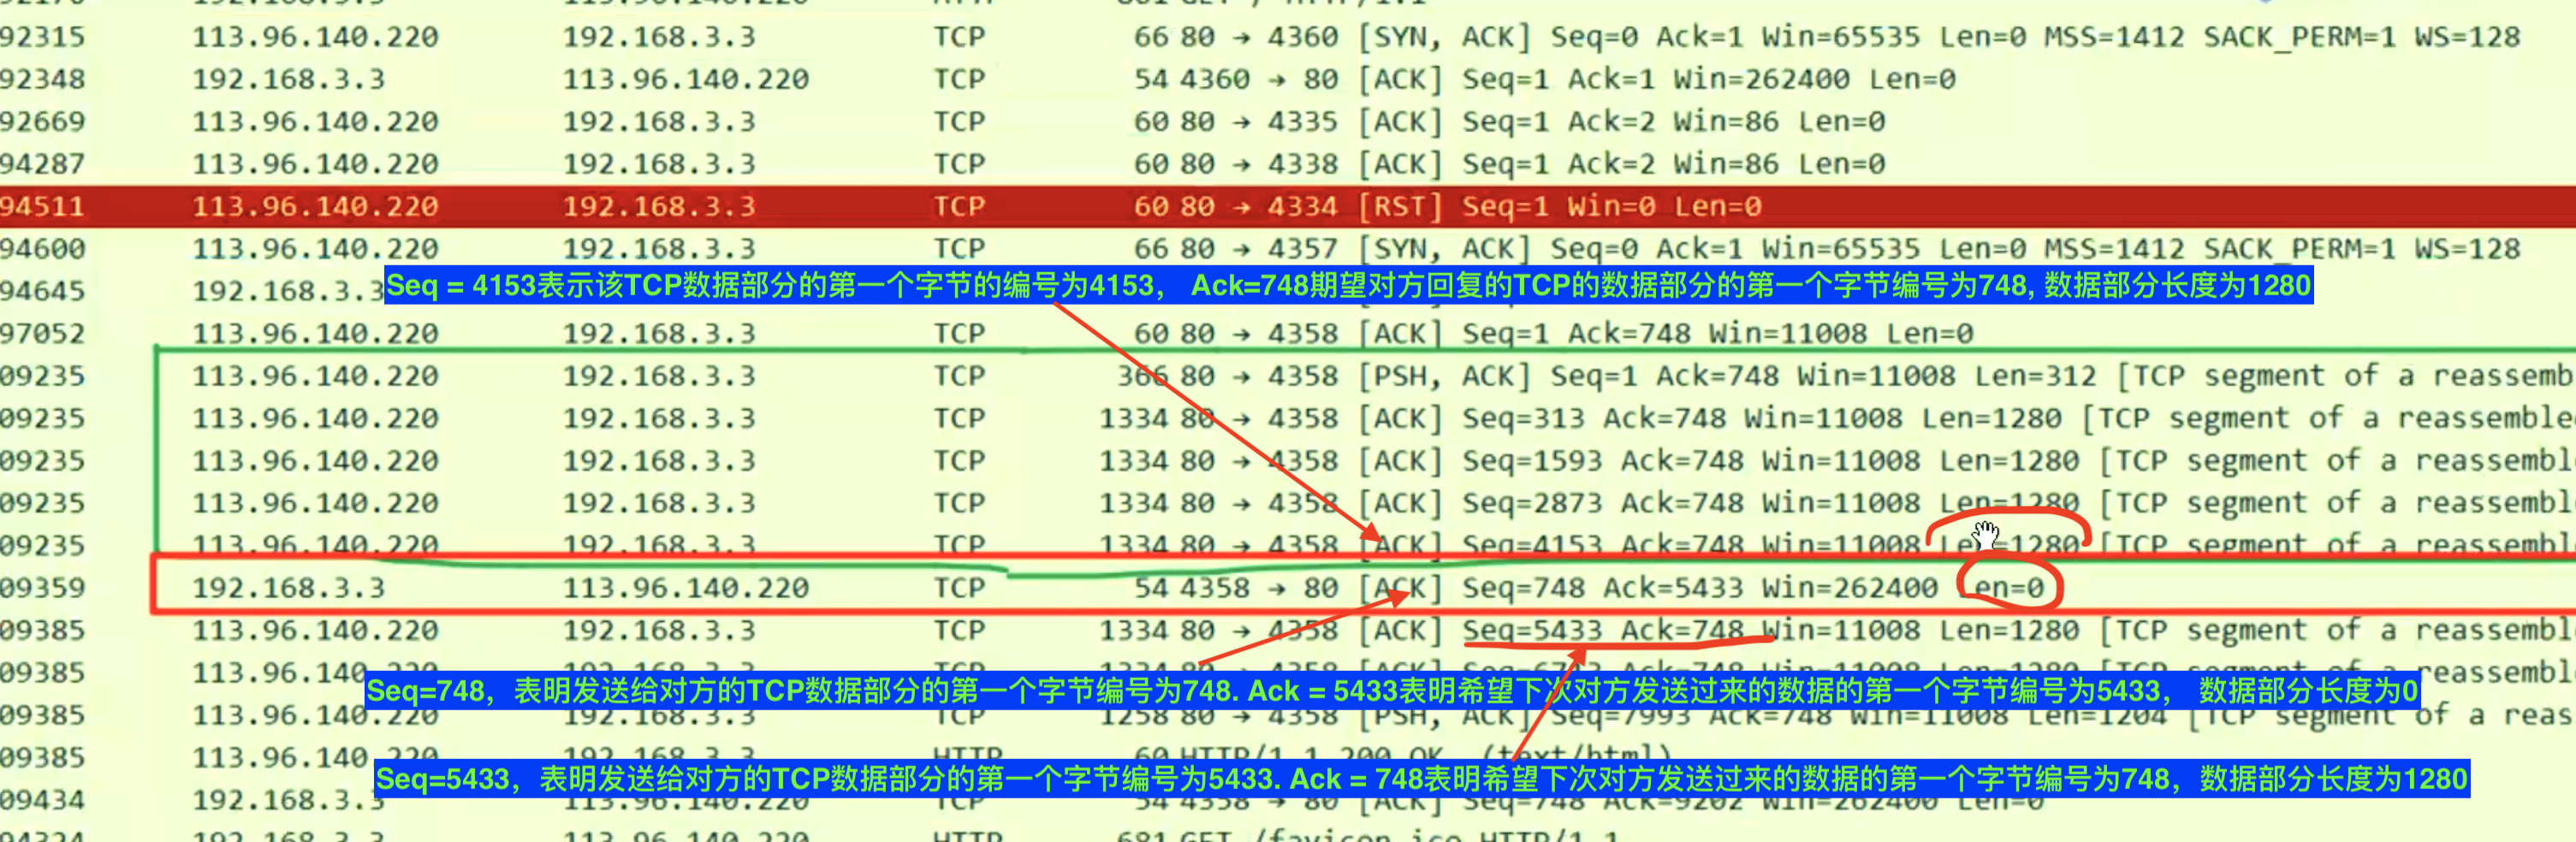 92315 113.96.140.220 192.168.3.3 TCP 66 80 → 4360 [SYN, ACK] Seq=0 Ack=1 Win=65535 Len=0 MSS=1412 SACK_PERM=1 WS=128
92348 192.168.3.3 113.96.140.220 TCP 54 4360 → 80 [ACK] Seq=1 Ack=1 Win=262400 Len=0
92669 113.96.140.220 192.168.3.3 TCP 60 80 → 4335 [ACK] Seq=1 Ack=2 Win=86 Len=0
94287 113.96.140.220 192.168.3.3 TCP 60 80 → 4338 [ACK] Seq=1 Ack=2 Win=86 Len=0
94511 113.96.140.220 192.168.3.3 TCP 60 80 → 4334 [RST] Seq=1 Win=0 Len=0
94600 113.96.140.220 192.168.3.3 TCP 66 80 → 4357 [SYN, ACK] Seq=0 Ack=1 Win=65535 Len=0 MSS=1412 SACK_PERM=1 WS=128
94645 192.168.3.3
Seq = 4153表示该TCP数据部分的第一个字节的编号为4153， Ack=748期望对方回复的TCP的数据部分的第一个字节编号为748, 数据部分长度为1280
97052 113.96.140.220 192.168.3.3 TCP 60 80 → 4358 [ACK] Seq=1 Ack=748 Win=11008 Len=0
09235 113.96.140.220 192.168.3.3 TCP 366 80 → 4358 [PSH, ACK] Seq=1 Ack=748 Win=11008 Len=312 [TCP segment of a reassemb
09235 113.96.140.220 192.168.3.3 TCP 1334 80 → 4358 [ACK] Seq=313 Ack=748 Win=11008 Len=1280 [TCP segment of a reassemble
09235 113.96.140.220 192.168.3.3 TCP 1334 80 → 4358 [ACK] Seq=1593 Ack=748 Win=11008 Len=1280 [TCP segment of a reassembl
09235 113.96.140.220 192.168.3.3 TCP 1334 80 → 4358 [ACK] Seq=2873 Ack=748 Win=11008 Len=1280 [TCP segment of a reassembl
09235 113.96.140.220 192.168.3.3 TCP 1334 80 → 4358 [ACK] Seq=4153 Ack=748 Win=11008 Len=1280 [TCP segment of a reassembl
09359 192.168.3.3 113.96.140.220 TCP 54 4358 → 80 [ACK] Seq=748 Ack=5433 Win=262400 Len=0
09385 113.96.140.220 192.168.3.3 TCP 1334 80 → 4358 [ACK] Seq=5433 Ack=748 Win=11008 Len=1280 [TCP segment of a reassembl
09385 113.96.140.220 192.168.3.3 TCP 1334 80 → 4358 [ACK] Seq=6713 Ack=748 Win=11008 Len=1280 [TCP segment of a reassembl
Seq=748，表明发送给对方的TCP数据部分的第一个字节编号为748. Ack = 5433表明希望下次对方发送过来的数据的第一个字节编号为5433， 数据部分长度为0
09385 113.96.140.220 192.168.3.3 TCP 1258 80 → 4358 [PSH, ACK] Seq=7993 Ack=748 Win=11008 Len=1204 [TCP segment of a reas
09385 113.96.140.220 192.168.3.3 HTTP 60 HTTP/1.1 200 OK (text/html)
Seq=5433，表明发送给对方的TCP数据部分的第一个字节编号为5433. Ack = 748表明希望下次对方发送过来的数据的第一个字节编号为748，数据部分长度为1280
09434 192.168.3.3 113.96.140.220 TCP 54 4358 → 80 [ACK] Seq=748 Ack=9202 Win=262400 Len=0
192.168.3.3 113.96.140.220 HTTP 681 GET /favicon.ico HTTP/1.1